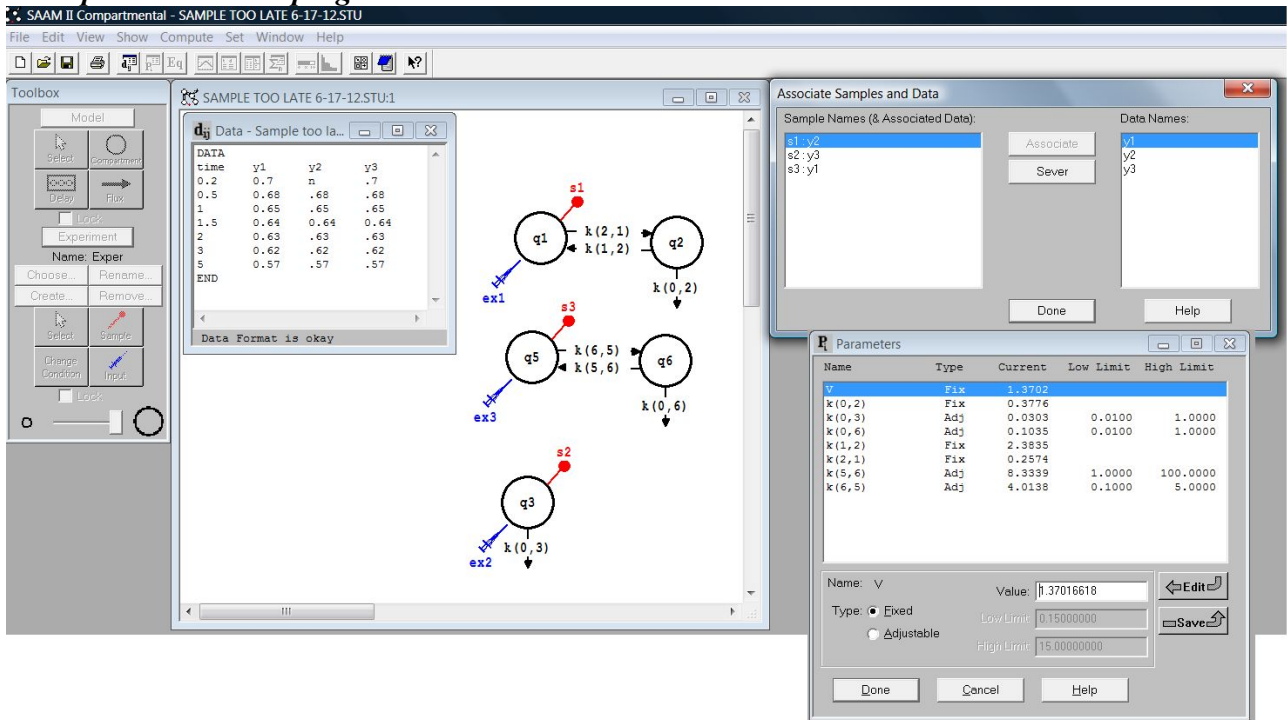 SAAM II Compartmental - SAMPLE TOO LATE 6-17-12.STU
File Edit View Show Compute Set Window Help
Eq
Toolbox
Model
Select Compartment
Delay Flux
Lock
Experiment
Name: Exper
Choose... Rename...
Create... Remove...
Select Sample
Change Condition Input
Lock
SAMPLE TOO LATE 6-17-12.STU:1
dij Data - Sample too la...
DATA
time y1 y2 y3
0.2 0.7 n .7
0.5 0.68 .68 .68
1 0.65 .65 .65
1.5 0.64 0.64 0.64
2 0.63 .63 .63
3 0.62 .62 .62
5 0.57 .57 .57
END
Data Format is okay
s1
q1 k(2,1) q2
k(1,2)
ex1 k(0,2)
s3
q5 k(6,5) q6
k(5,6)
ex3 k(0,6)
s2
q3
ex2 k(0,3)
Associate Samples and Data
Sample Names (& Associated Data): Data Names:
s1 : y2 Associate y1
s2 : y3 Sever y2
s3 : y1 y3
Done Help
Parameters
Name Type Current Low Limit High Limit
V Fix 1.3702
k(0,2) Fix 0.3776
k(0,3) Adj 0.0303 0.0100 1.0000
k(0,6) Adj 0.1035 0.0100 1.0000
k(1,2) Fix 2.3835
k(2,1) Fix 0.2574
k(5,6) Adj 8.3339 1.0000 100.0000
k(6,5) Adj 4.0138 0.1000 5.0000
Name: V Value: 1.37016618 Edit
Type: Fixed Low Limit: 0.15000000 Save
Adjustable High Limit: 15.00000000
Done Cancel Help